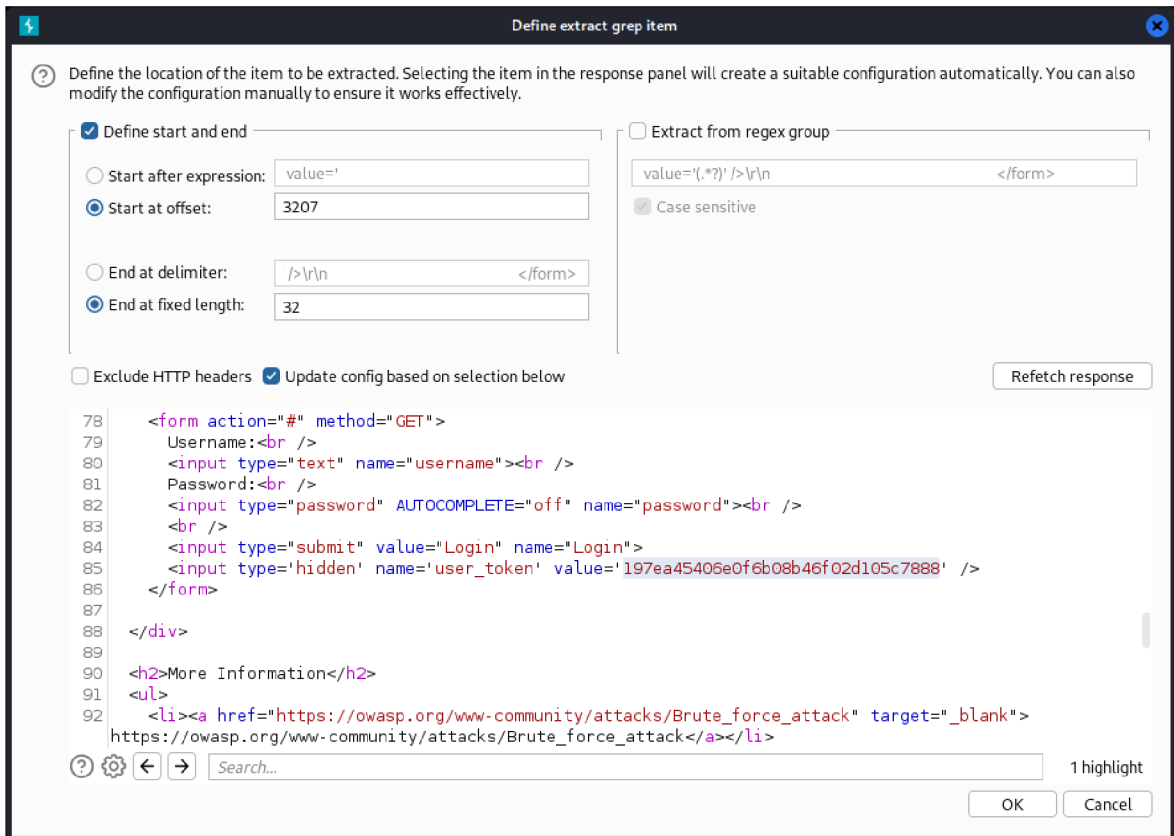 Define extract grep item
Define the location of the item to be extracted. Selecting the item in the response panel will create a suitable configuration automatically. You can also
modify the configuration manually to ensure it works effectively.
Define start and end
Start after expression: value='
Start at offset: 3207
End at delimiter: />\r\n </form>
End at fixed length: 32
Extract from regex group
value='(.*?)' />\r\n </form>
Case sensitive
Exclude HTTP headers Update config based on selection below Refetch response
78 <form action="#" method="GET">
79 Username:<br />
80 <input type="text" name="username"><br />
81 Password:<br />
82 <input type="password" AUTOCOMPLETE="off" name="password"><br />
83 <br />
84 <input type="submit" value="Login" name="Login">
85 <input type='hidden' name='user_token' value='197ea45406e0f6b08b46f02d105c7888' />
86 </form>
87
88 </div>
89
90 <h2>More Information</h2>
91 <ul>
92 <li><a href="https://owasp.org/www-community/attacks/Brute_force_attack" target="_blank">
https://owasp.org/www-community/attacks/Brute_force_attack</a></li>
Search... 1 highlight
OK Cancel